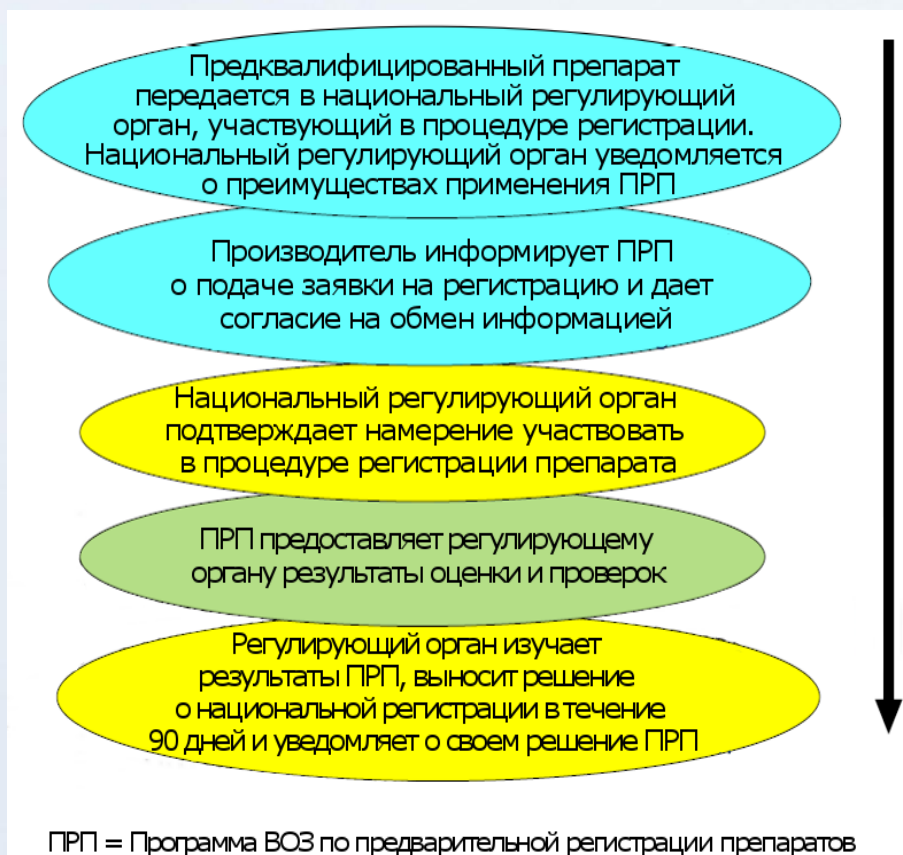 Предквалифицированный препарат
передается в национальный регулирующий
орган, участвующий в процедуре регистрации.
Национальный регулирующий орган уведомляется
о преимуществах применения ПРП
Производитель информирует ПРП
о подаче заявки на регистрацию и дает
согласие на обмен информацией
Национальный регулирующий орган
подтверждает намерение участвовать
в процедуре регистрации препарата
ПРП предоставляет регулирующему
органу результаты оценки и проверок
Регулирующий орган изучает
результаты ПРП, выносит решение
о национальной регистрации в течение
90 дней и уведомляет о своем решение ПРП
ПРП = Программа ВОЗ по предварительной регистрации препаратов